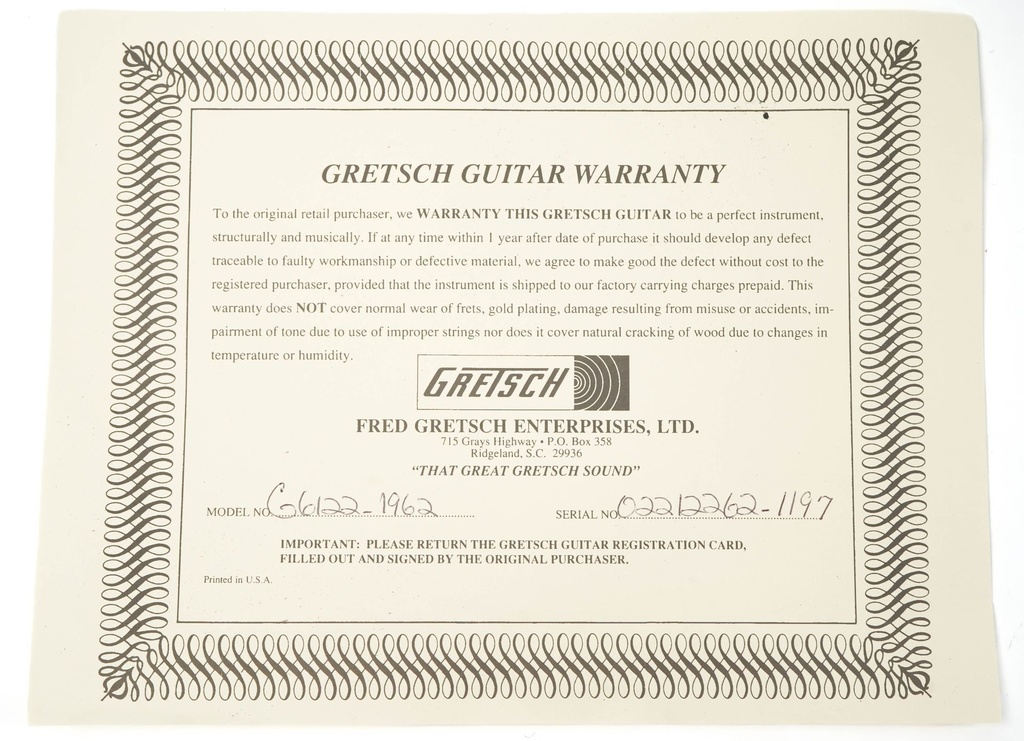 GRETSCH GUITAR WARRANTY
To the original retail purchaser, we WARRANTY THIS GRETSCH GUITAR to be a perfect instrument,
structurally and musically. If at any time within 1 year after date of purchase it should develop any defect
traceable to faulty workmanship or defective material, we agree to make good the defect without cost to the
registered purchaser, provided that the instrument is shipped to our factory carrying charges prepaid. This
warranty does NOT cover normal wear of frets, gold plating, damage resulting from misuse or accidents, im-
pairment of tone due to use of improper strings nor does it cover natural cracking of wood due to changes in
temperature or humidity.
GRETSCH
FRED GRETSCH ENTERPRISES, LTD.
715 Grays Highway • P.O. Box 358
Ridgeland, S.C. 29936
"THAT GREAT GRETSCH SOUND"
MODEL NO. G6122-1962 SERIAL NO. 02212262-1197
IMPORTANT: PLEASE RETURN THE GRETSCH GUITAR REGISTRATION CARD,
FILLED OUT AND SIGNED BY THE ORIGINAL PURCHASER.
Printed in U.S.A.